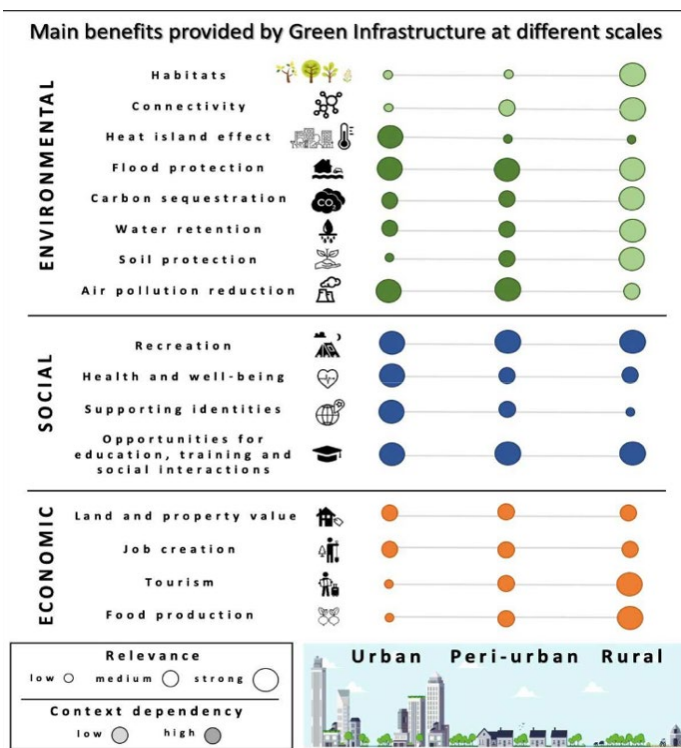 Main benefits provided by Green Infrastructure at different scales
ENVIRONMENTAL
Habitats
Connectivity
Heat island effect
Flood protection
Carbon sequestration
CO2
Water retention
Soil protection
Air pollution reduction
SOCIAL
Recreation
Health and well-being
Supporting identities
Opportunities for
education, training and
social interactions
ECONOMIC
Land and property value
Job creation
Tourism
Food production
Relevance
low medium strong
Context dependency
low high
Urban Peri-urban Rural